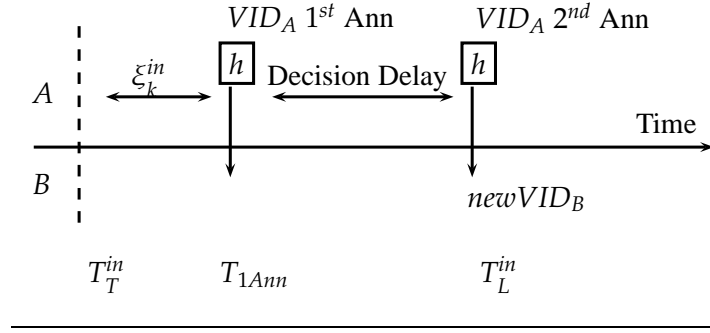 VID_A 1^st Ann VID_A 2^nd Ann
h h
ξ_k^in Decision Delay
A
Time
B
newVID_B
T_T^in T_1Ann T_L^in